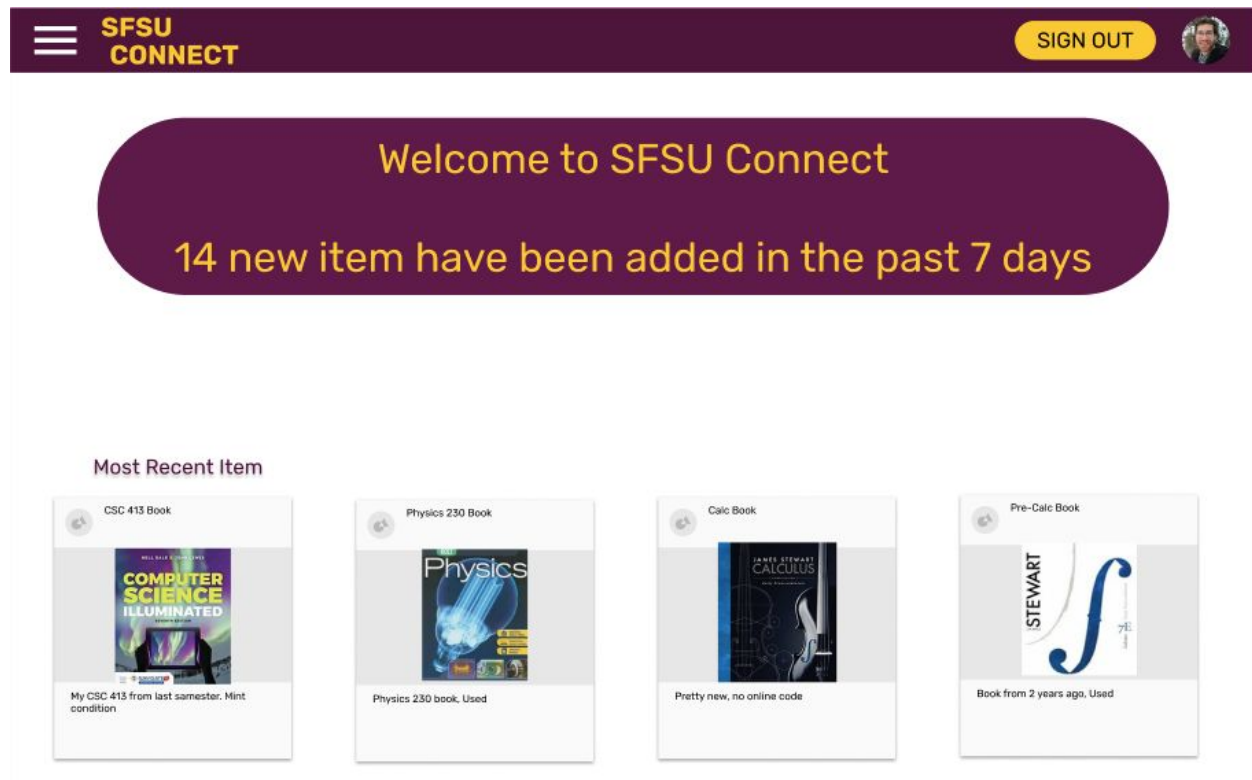 SFSU
CONNECT
SIGN OUT
Welcome to SFSU Connect
14 new item have been added in the past 7 days
Most Recent Item
CSC 413 Book
COMPUTER
SCIENCE
ILLUMINATED
SEVENTH EDITION
My CSC 413 from last samester. Mint
condition
Physics 230 Book
Physics
Physics 230 book, Used
Calc Book
JAMES STEWART
CALCULUS
Pretty new, no online code
Pre-Calc Book
STEWART
7E
Book from 2 years ago, Used